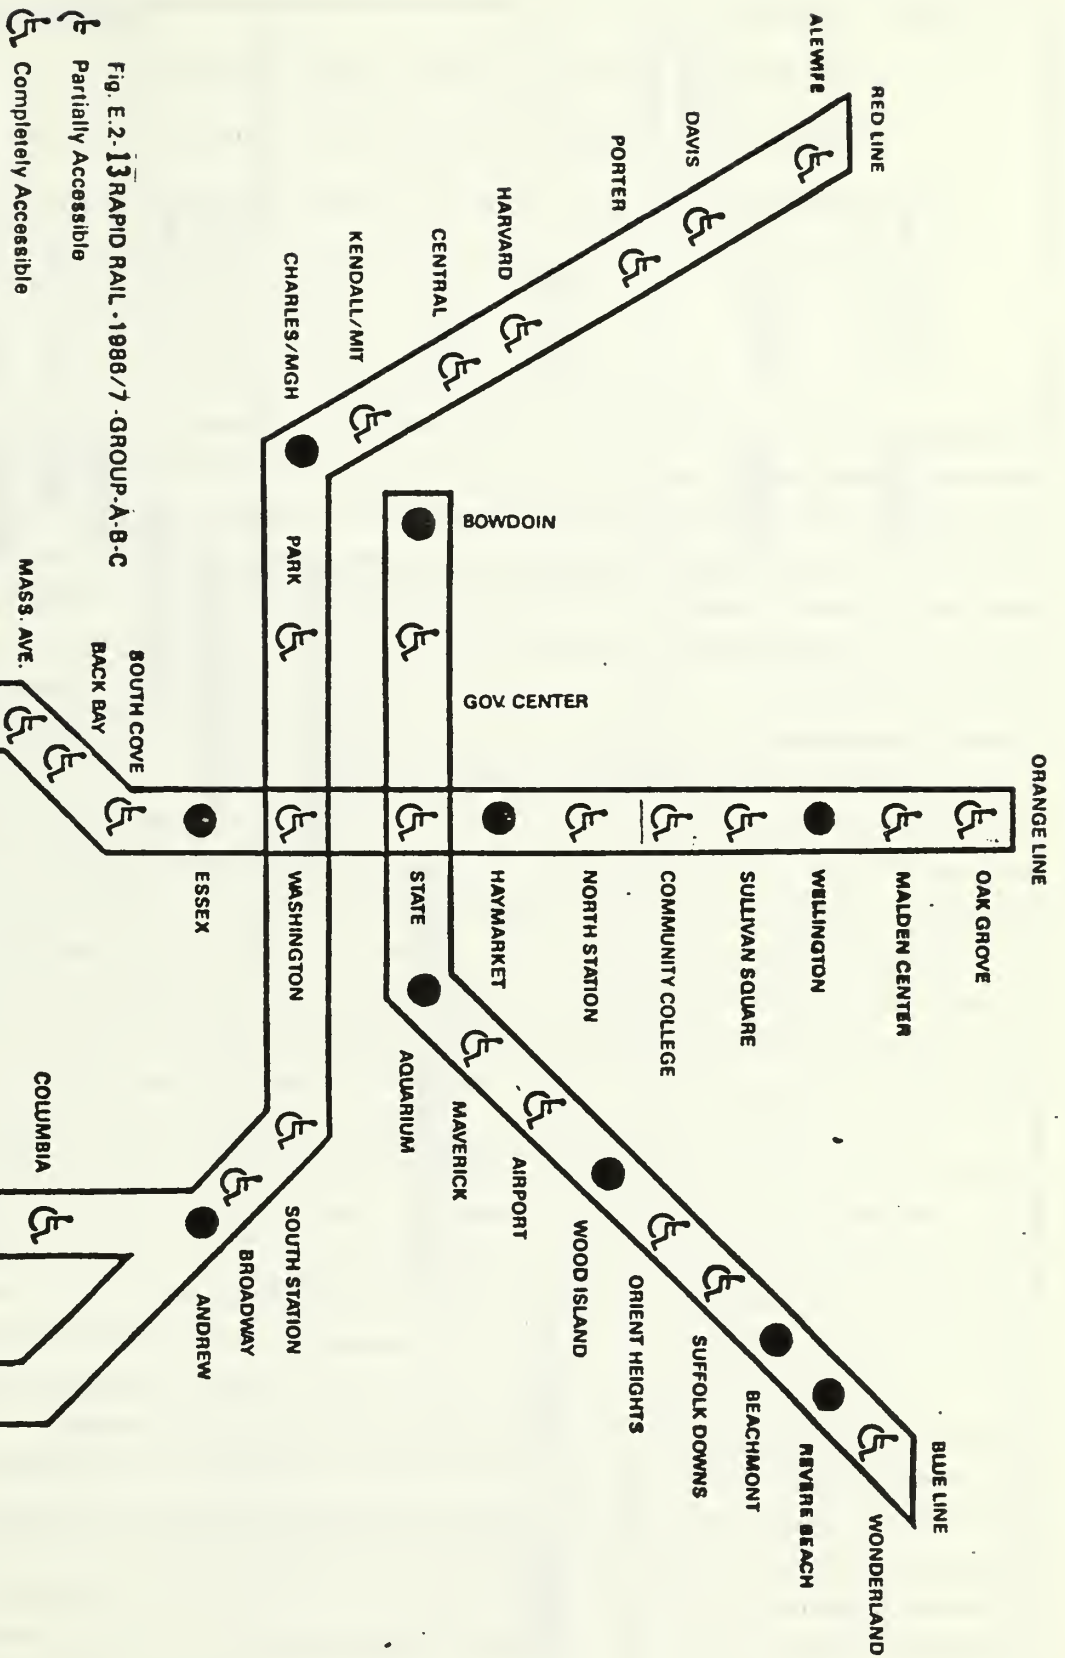 RED LINE
ALEWIFE
DAVIS
PORTER
HARVARD
CENTRAL
KENDALL/MIT
CHARLES/MGH
PARK
BOWDOIN
GOV. CENTER
ORANGE LINE
OAK GROVE
MALDEN CENTER
WELLINGTON
SULLIVAN SQUARE
COMMUNITY COLLEGE
NORTH STATION
HAYMARKET
STATE
WASHINGTON
ESSEX
SOUTH COVE
BACK BAY
MASS. AVE.
BLUE LINE
WONDERLAND
REVERE BEACH
BEACHMONT
SUFFOLK DOWNS
ORIENT HEIGHTS
WOOD ISLAND
AIRPORT
MAVERICK
AQUARIUM
SOUTH STATION
BROADWAY
ANDREW
COLUMBIA
Fig. E.2-13 RAPID RAIL - 1986/7 - GROUP-A-B-C
Partially Accessible
Completely Accessible